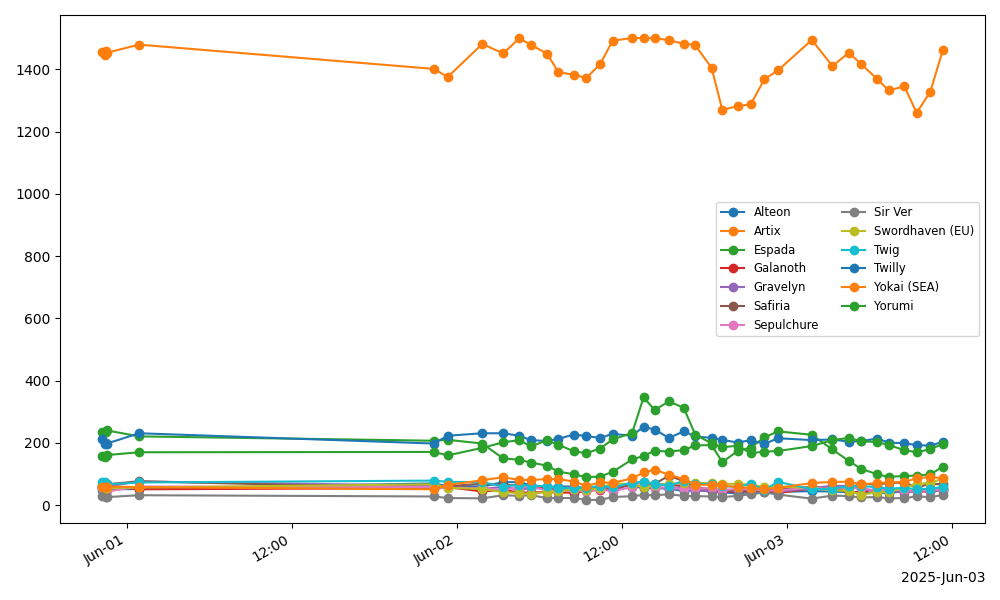 1400
1200
1000
800
600
400
200
0
Alteon
Artix
Espada
Galanoth
Gravelyn
Safiria
Sepulchure
Sir Ver
Swordhaven (EU)
Twig
Twilly
Yokai (SEA)
Yorumi
Jun-01
12:00
Jun-02
12:00
Jun-03
12:00
2025-Jun-03